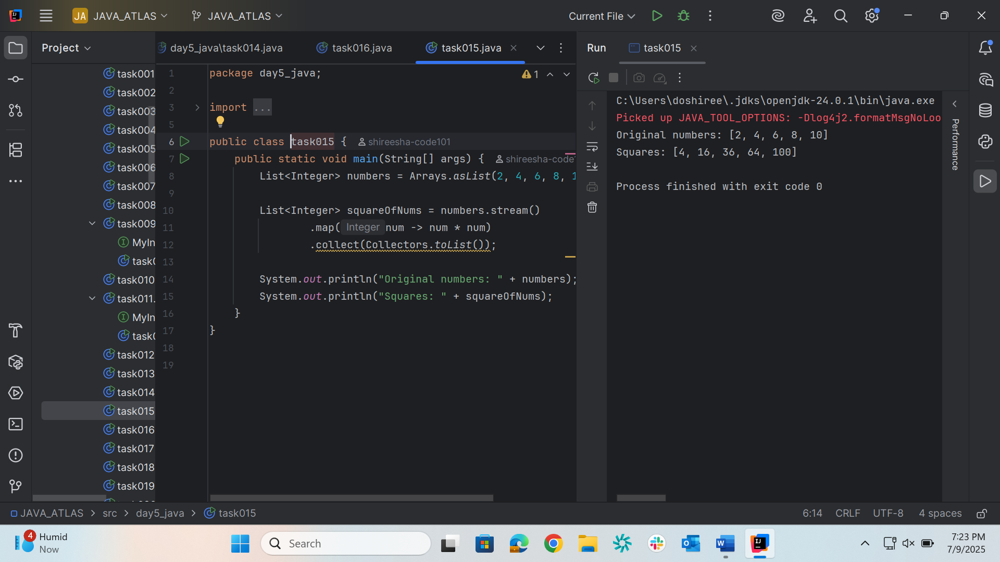 JA JAVA_ATLAS JAVA_ATLAS Current File
Project
day5_java\task014.java task016.java task015.java
Run task015
task001
task002
task003
task004
task005
task006
task007
task008
task009
MyIn
task0
task010
task011.
MyIn
task0
task012
task013
task014
task015
task016
task017
task018
task019
1 package day5_java;
1
2
3 import ...
5
6 public class task015 { shireesha-code101
7 public static void main(String[] args) { shireesha-code1
8 List<Integer> numbers = Arrays.asList(2, 4, 6, 8, 1
9
10 List<Integer> squareOfNums = numbers.stream()
11 .map( Integer num -> num * num)
12 .collect(Collectors.toList());
13
14 System.out.println("Original numbers: " + numbers);
15 System.out.println("Squares: " + squareOfNums);
16 }
17 }
18
19
C:\Users\doshiree\.jdks\openjdk-24.0.1\bin\java.exe
Picked up JAVA_TOOL_OPTIONS: -Dlog4j2.formatMsgNoLoo
Original numbers: [2, 4, 6, 8, 10]
Squares: [4, 16, 36, 64, 100]
Process finished with exit code 0
Performance
JAVA_ATLAS > src > day5_java > task015
6:14 CRLF UTF-8 4 spaces
4 Humid
Now
Search
7:23 PM
7/9/2025